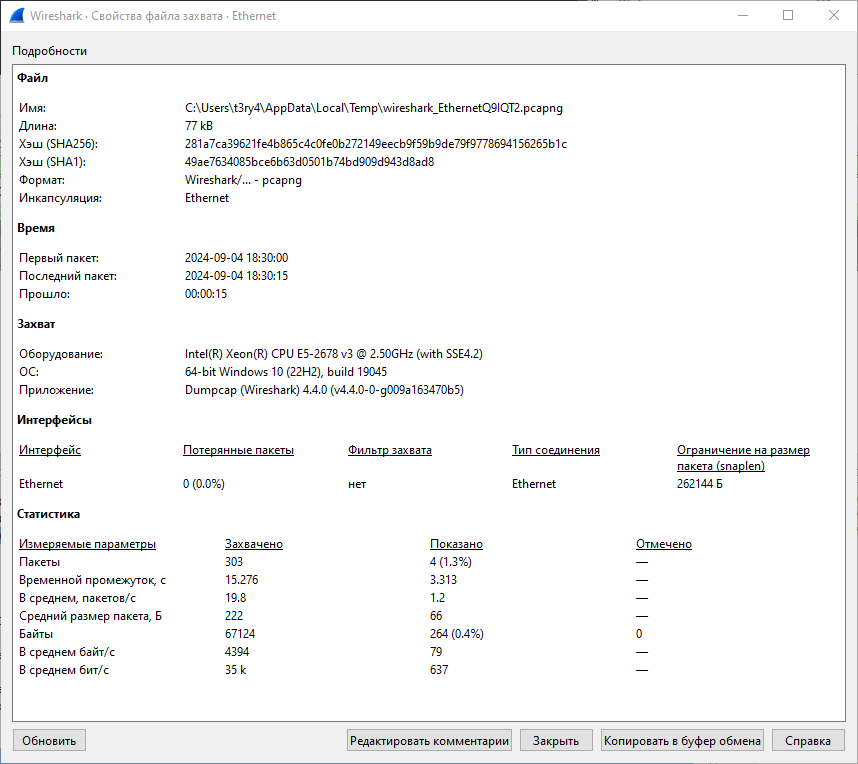 Wireshark · Свойства файла захвата · Ethernet
Подробности
Файл
Имя: C:\Users\t3ry4\AppData\Local\Temp\wireshark_EthernetQ9IQT2.pcapng
Длина: 77 kB
Хэш (SHA256): 281a7ca39621fe4b865c4c0fe0b272149eecb9f59b9de79f9778694156265b1c
Хэш (SHA1): 49ae7634085bce6b63d0501b74bd909d943d8ad8
Формат: Wireshark/... - pcapng
Инкапсуляция: Ethernet
Время
Первый пакет: 2024-09-04 18:30:00
Последний пакет: 2024-09-04 18:30:15
Прошло: 00:00:15
Захват
Оборудование: Intel(R) Xeon(R) CPU E5-2678 v3 @ 2.50GHz (with SSE4.2)
ОС: 64-bit Windows 10 (22H2), build 19045
Приложение: Dumpcap (Wireshark) 4.4.0 (v4.4.0-0-g009a163470b5)
Интерфейсы
Интерфейс Потерянные пакеты Фильтр захвата Тип соединения Ограничение на размер
пакета (snaplen)
Ethernet 0 (0.0%) нет Ethernet 262144 Б
Статистика
Измеряемые параметры Захвачено Показано Отмечено
Пакеты 303 4 (1.3%) —
Временной промежуток, с 15.276 3.313 —
В среднем, пакетов/с 19.8 1.2 —
Средний размер пакета, Б 222 66 —
Байты 67124 264 (0.4%) 0
В среднем байт/с 4394 79 —
В среднем бит/с 35 k 637 —
Обновить Редактировать комментарии Закрыть Копировать в буфер обмена Справка